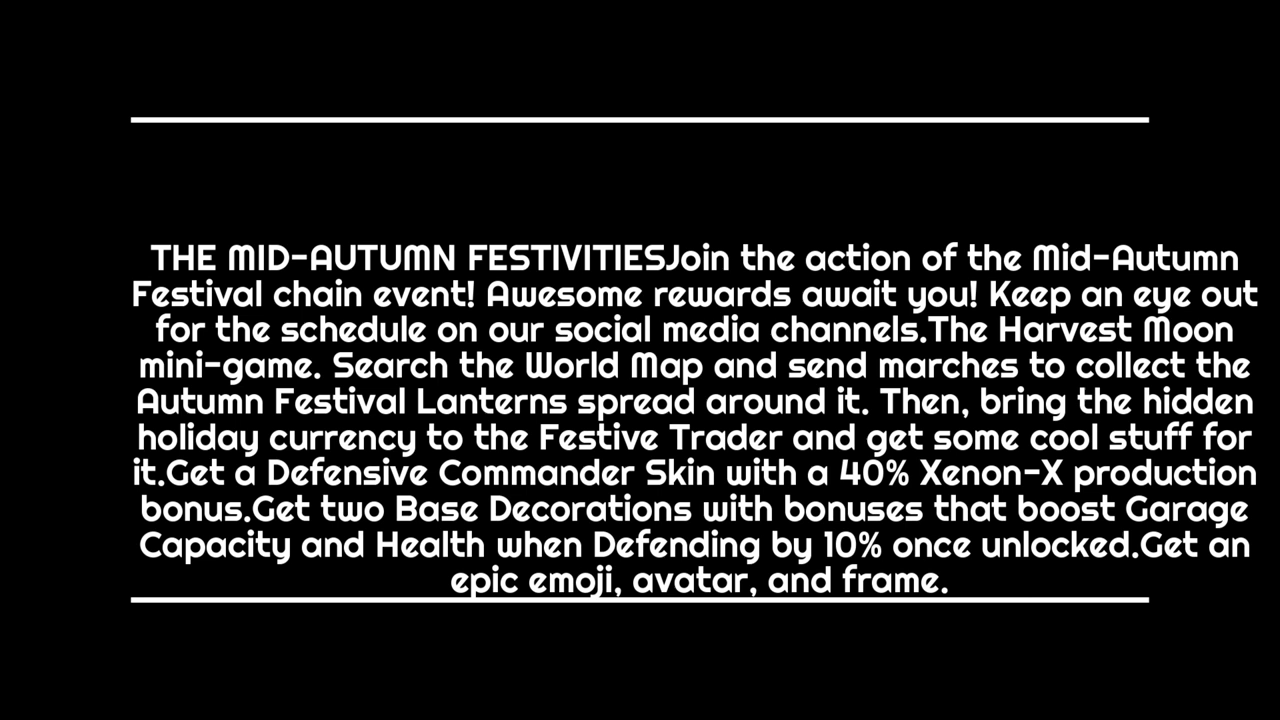 THE MID-AUTUMN FESTIVITIESJoin the action of the Mid-Autumn
Festival chain event! Awesome rewards await you! Keep an eye out
for the schedule on our social media channels.The Harvest Moon
mini-game. Search the World Map and send marches to collect the
Autumn Festival Lanterns spread around it. Then, bring the hidden
holiday currency to the Festive Trader and get some cool stuff for
it.Get a Defensive Commander Skin with a 40% Xenon-X production
bonus.Get two Base Decorations with bonuses that boost Garage
Capacity and Health when Defending by 10% once unlocked.Get an
epic emoji, avatar, and frame.